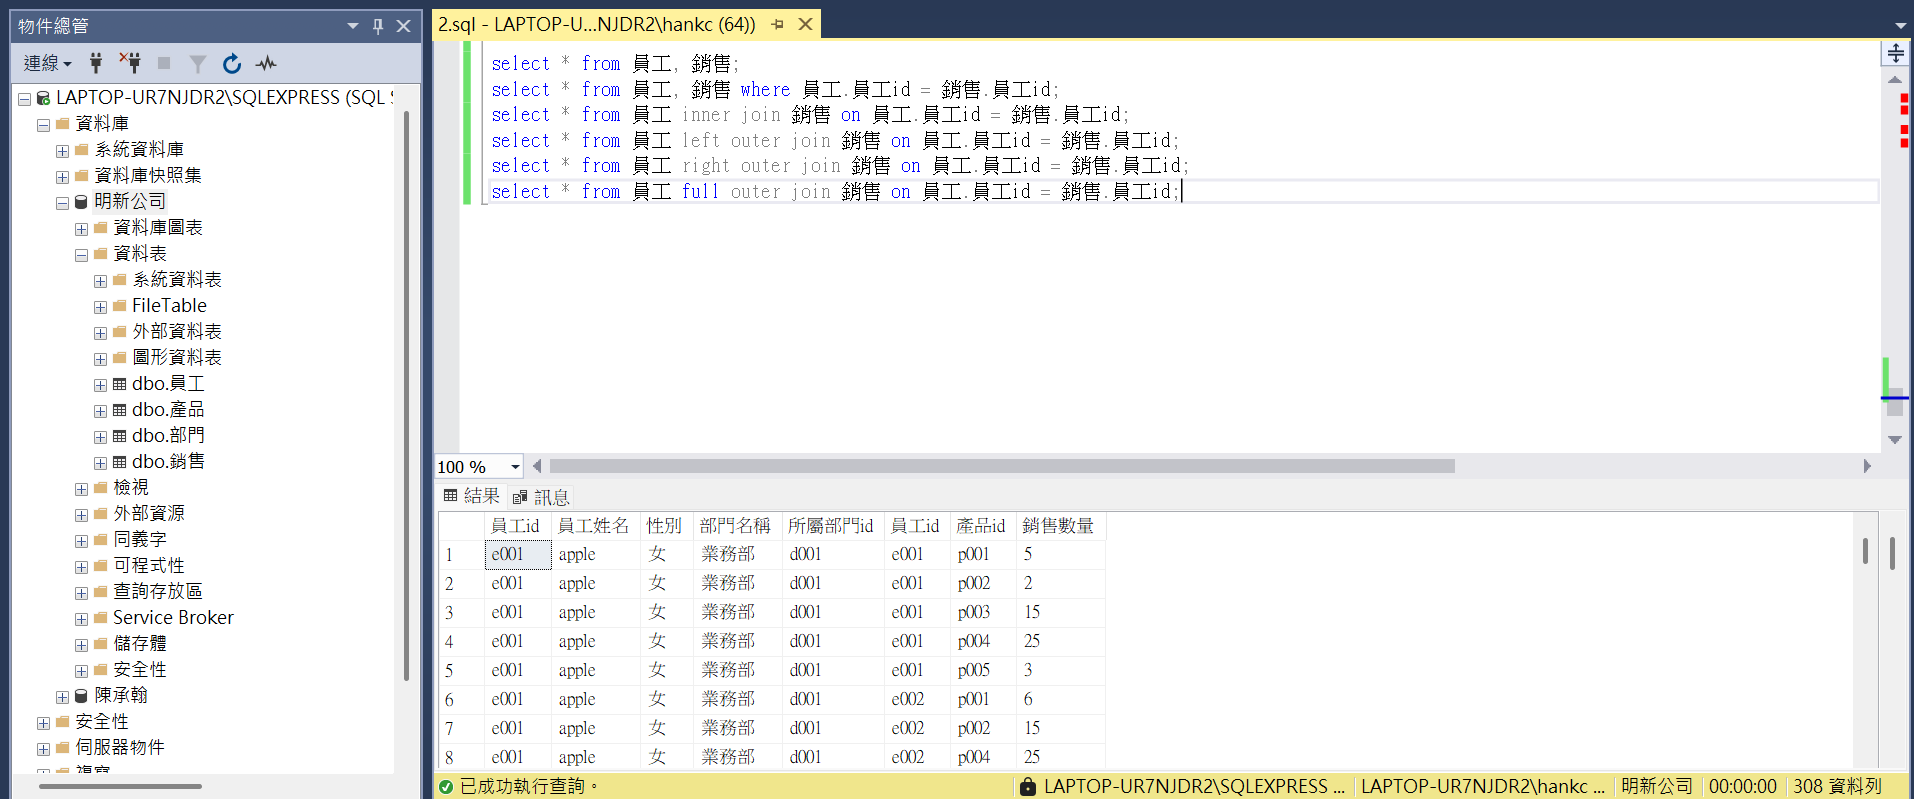 物件總管
連線
LAPTOP-UR7NJDR2\SQLEXPRESS (SQL S
資料庫
系統資料庫
資料庫快照集
明新公司
資料庫圖表
資料表
系統資料表
FileTable
外部資料表
圖形資料表
dbo.員工
dbo.產品
dbo.部門
dbo.銷售
檢視
外部資源
同義字
可程式性
查詢存放區
Service Broker
儲存體
安全性
陳承翰
安全性
伺服器物件
複寫
2.sql - LAPTOP-U...NJDR2\hankc (64))
select * from 員工, 銷售;
select * from 員工, 銷售 where 員工.員工id = 銷售.員工id;
select * from 員工 inner join 銷售 on 員工.員工id = 銷售.員工id;
select * from 員工 left outer join 銷售 on 員工.員工id = 銷售.員工id;
select * from 員工 right outer join 銷售 on 員工.員工id = 銷售.員工id;
select * from 員工 full outer join 銷售 on 員工.員工id = 銷售.員工id;
100 %
結果 訊息
員工id 員工姓名 性別 部門名稱 所屬部門id 員工id 產品id 銷售數量
1 e001 apple 女 業務部 d001 e001 p001 5
2 e001 apple 女 業務部 d001 e001 p002 2
3 e001 apple 女 業務部 d001 e001 p003 15
4 e001 apple 女 業務部 d001 e001 p004 25
5 e001 apple 女 業務部 d001 e001 p005 3
6 e001 apple 女 業務部 d001 e002 p001 6
7 e001 apple 女 業務部 d001 e002 p002 15
8 e001 apple 女 業務部 d001 e002 p004 25
已成功執行查詢。 LAPTOP-UR7NJDR2\SQLEXPRESS ... LAPTOP-UR7NJDR2\hankc ... 明新公司 00:00:00 308 資料列